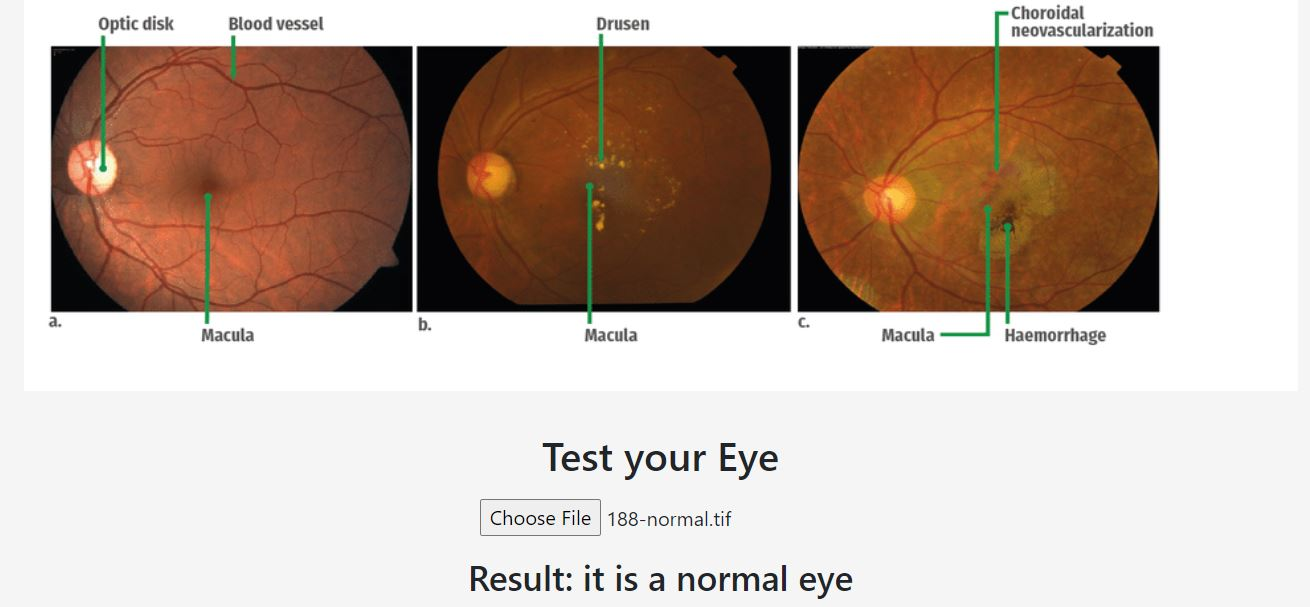 Optic disk
Blood vessel
Drusen
Choroidal
neovascularization
a.
Macula
b.
Macula
c.
Macula
Haemorrhage
Test your Eye
Choose File 188-normal.tif
Result: it is a normal eye